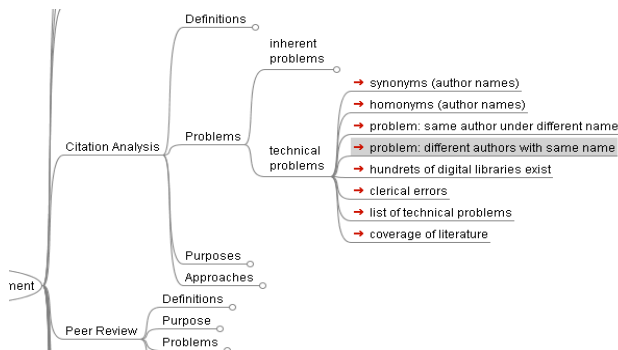 Definitions
inherent
problems
synonyms (author names)
homonyms (author names)
Citation Analysis
Problems
problem: same author under different name
technical
problems
problem: different authors with same name
hundrets of digital libraries exist
clerical errors
list of technical problems
coverage of literature
Purposes
Approaches
ment
Definitions
Peer Review
Purpose
Problems